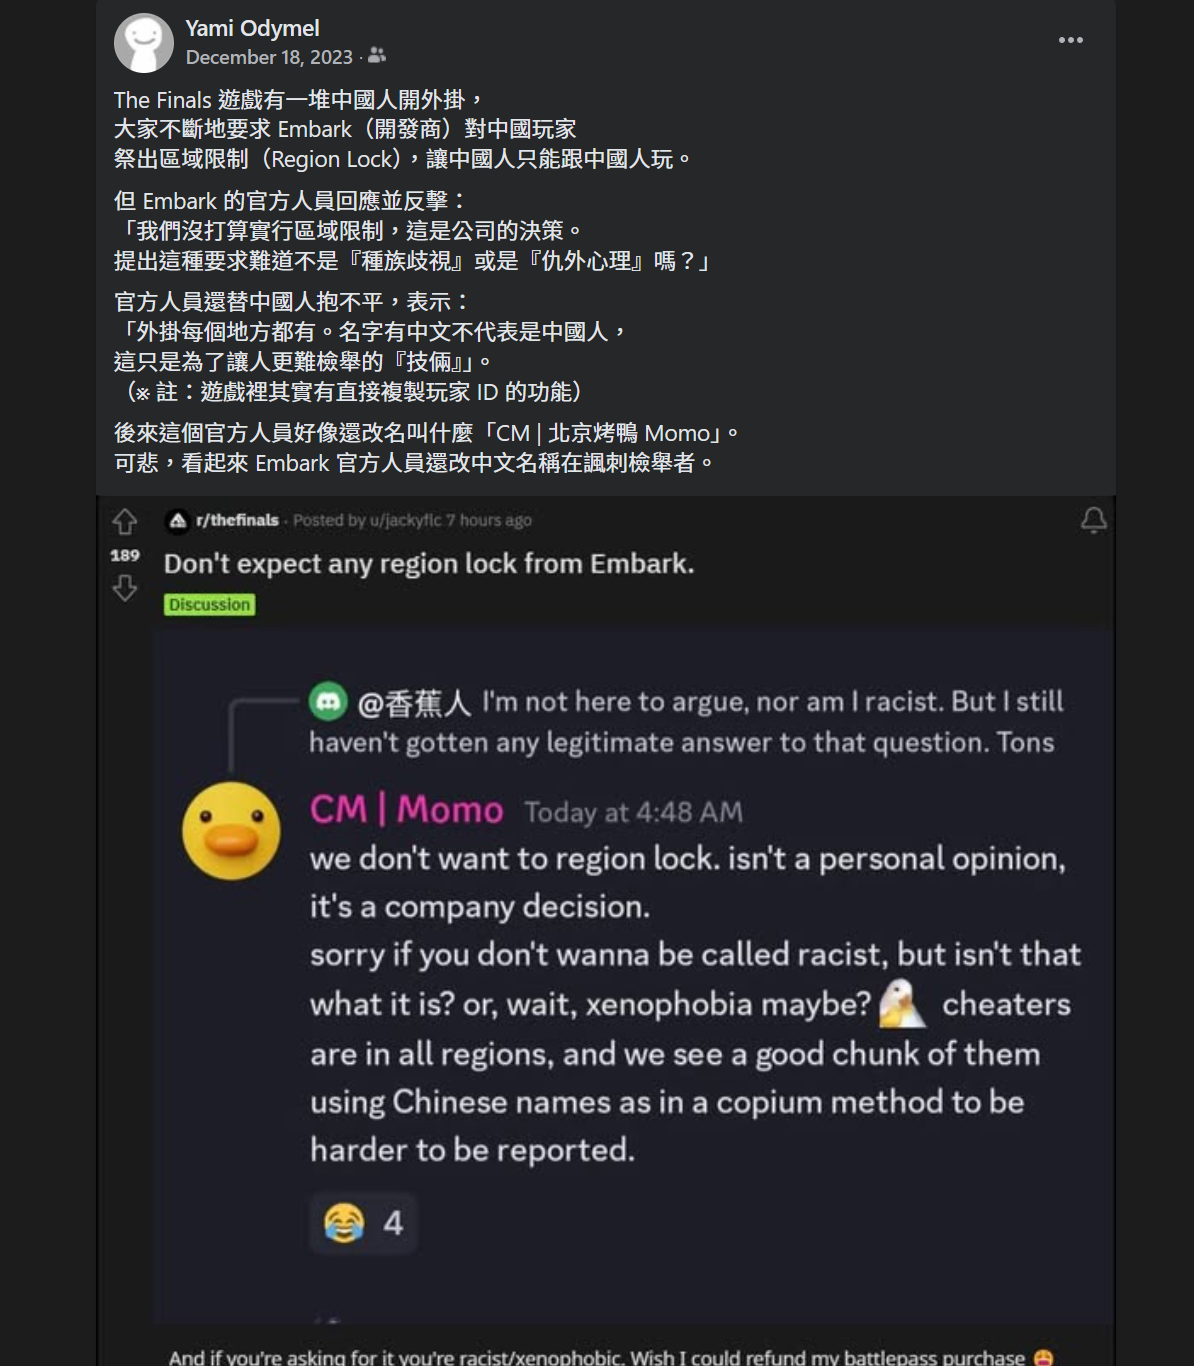 Yami Odymel
December 18, 2023 ·
The Finals 遊戲有一堆中國人開外掛，
大家不斷地要求 Embark（開發商）對中國玩家
祭出區域限制（Region Lock），讓中國人只能跟中國人玩。
但 Embark 的官方人員回應並反擊：
「我們沒打算實行區域限制，這是公司的決策。
提出這種要求難道不是『種族歧視』或是『仇外心理』嗎？」
官方人員還替中國人抱不平，表示：
「外掛每個地方都有。名字有中文不代表是中國人，
這只是為了讓人更難檢舉的『技倆』」。
（※ 註：遊戲裡其實有直接複製玩家 ID 的功能）
後來這個官方人員好像還改名叫什麼「CM | 北京烤鴨 Momo」。
可悲，看起來 Embark 官方人員還改中文名稱在諷刺檢舉者。
r/thefinals · Posted by u/jackyflc 7 hours ago
189
Don't expect any region lock from Embark.
Discussion
@香蕉人 I'm not here to argue, nor am I racist. But I still
haven't gotten any legitimate answer to that question. Tons
CM | Momo Today at 4:48 AM
we don't want to region lock. isn't a personal opinion,
it's a company decision.
sorry if you don't wanna be called racist, but isn't that
what it is? or, wait, xenophobia maybe? cheaters
are in all regions, and we see a good chunk of them
using Chinese names as in a copium method to be
harder to be reported.
😂 4
And if you're asking for it you're racist/xenophobic. Wish I could refund my battlepass purchase 😩